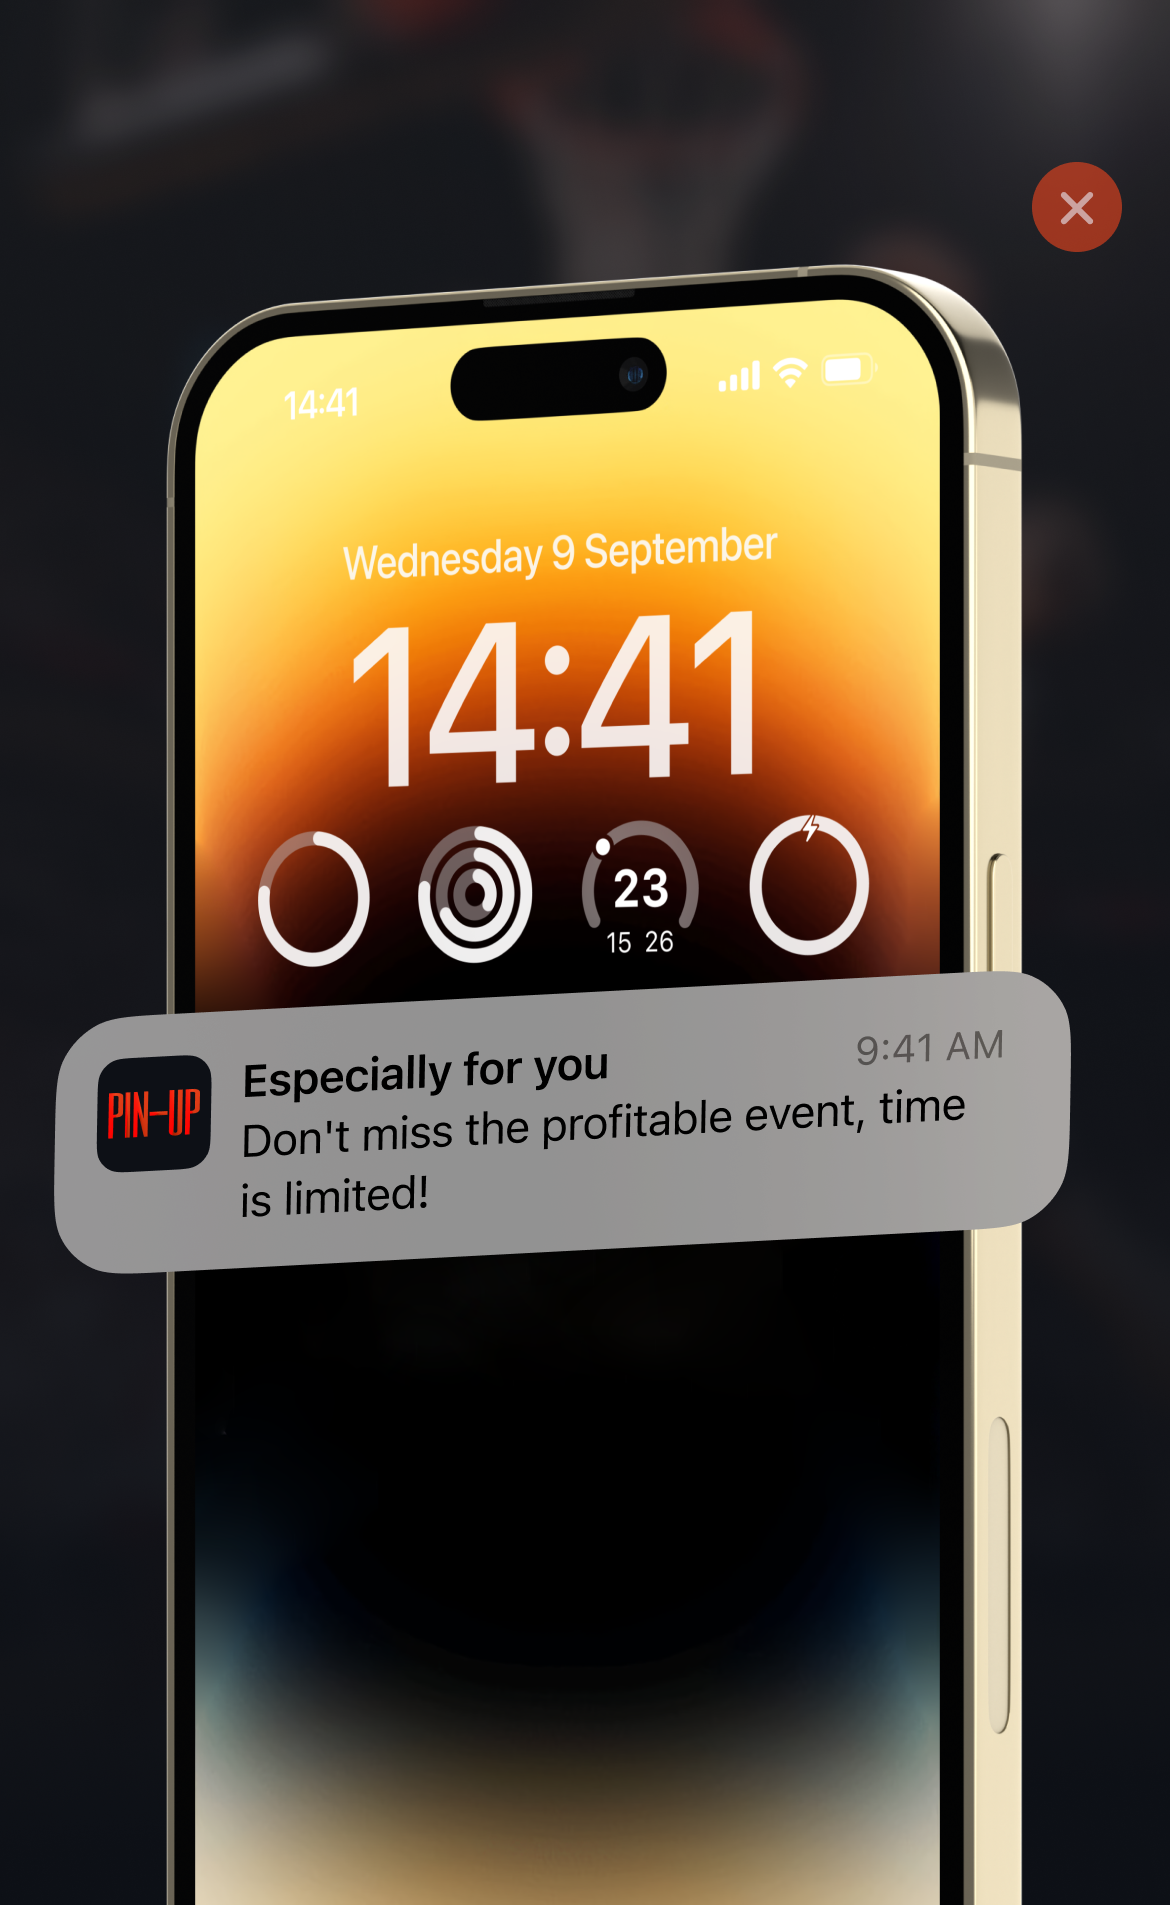 14:41
Wednesday 9 September
14:41
23
15 26
PIN-UP
Especially for you
9:41 AM
Don't miss the profitable event, time
is limited!